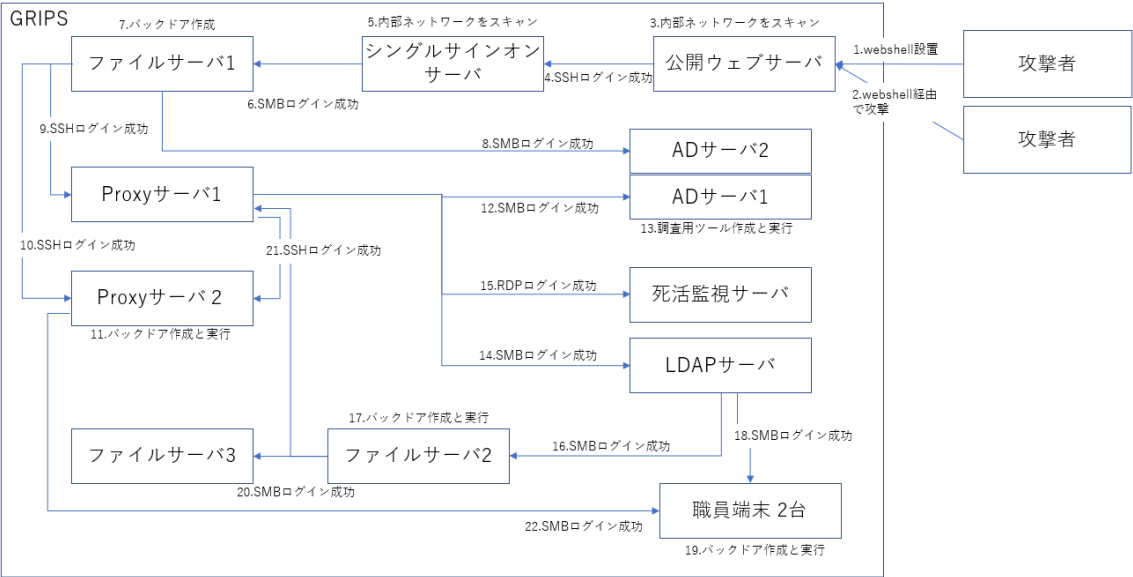 GRIPS
7.バックドア作成
5.内部ネットワークをスキャン
3.内部ネットワークをスキャン
ファイルサーバ1
シングルサインオン
サーバ
公開ウェブサーバ
1.webshell設置
攻撃者
4.SSHログイン成功
2.webshell経由
で攻撃
6.SMBログイン成功
9.SSHログイン成功
8.SMBログイン成功
ADサーバ2
攻撃者
Proxyサーバ1
ADサーバ1
12.SMBログイン成功
13.調査用ツール作成と実行
10.SSHログイン成功
21.SSHログイン成功
Proxyサーバ 2
15.RDPログイン成功
死活監視サーバ
11.バックドア作成と実行
14.SMBログイン成功
LDAPサーバ
17.バックドア作成と実行
16.SMBログイン成功
18.SMBログイン成功
ファイルサーバ3
ファイルサーバ2
20.SMBログイン成功
職員端末 2台
22.SMBログイン成功
19.バックドア作成と実行